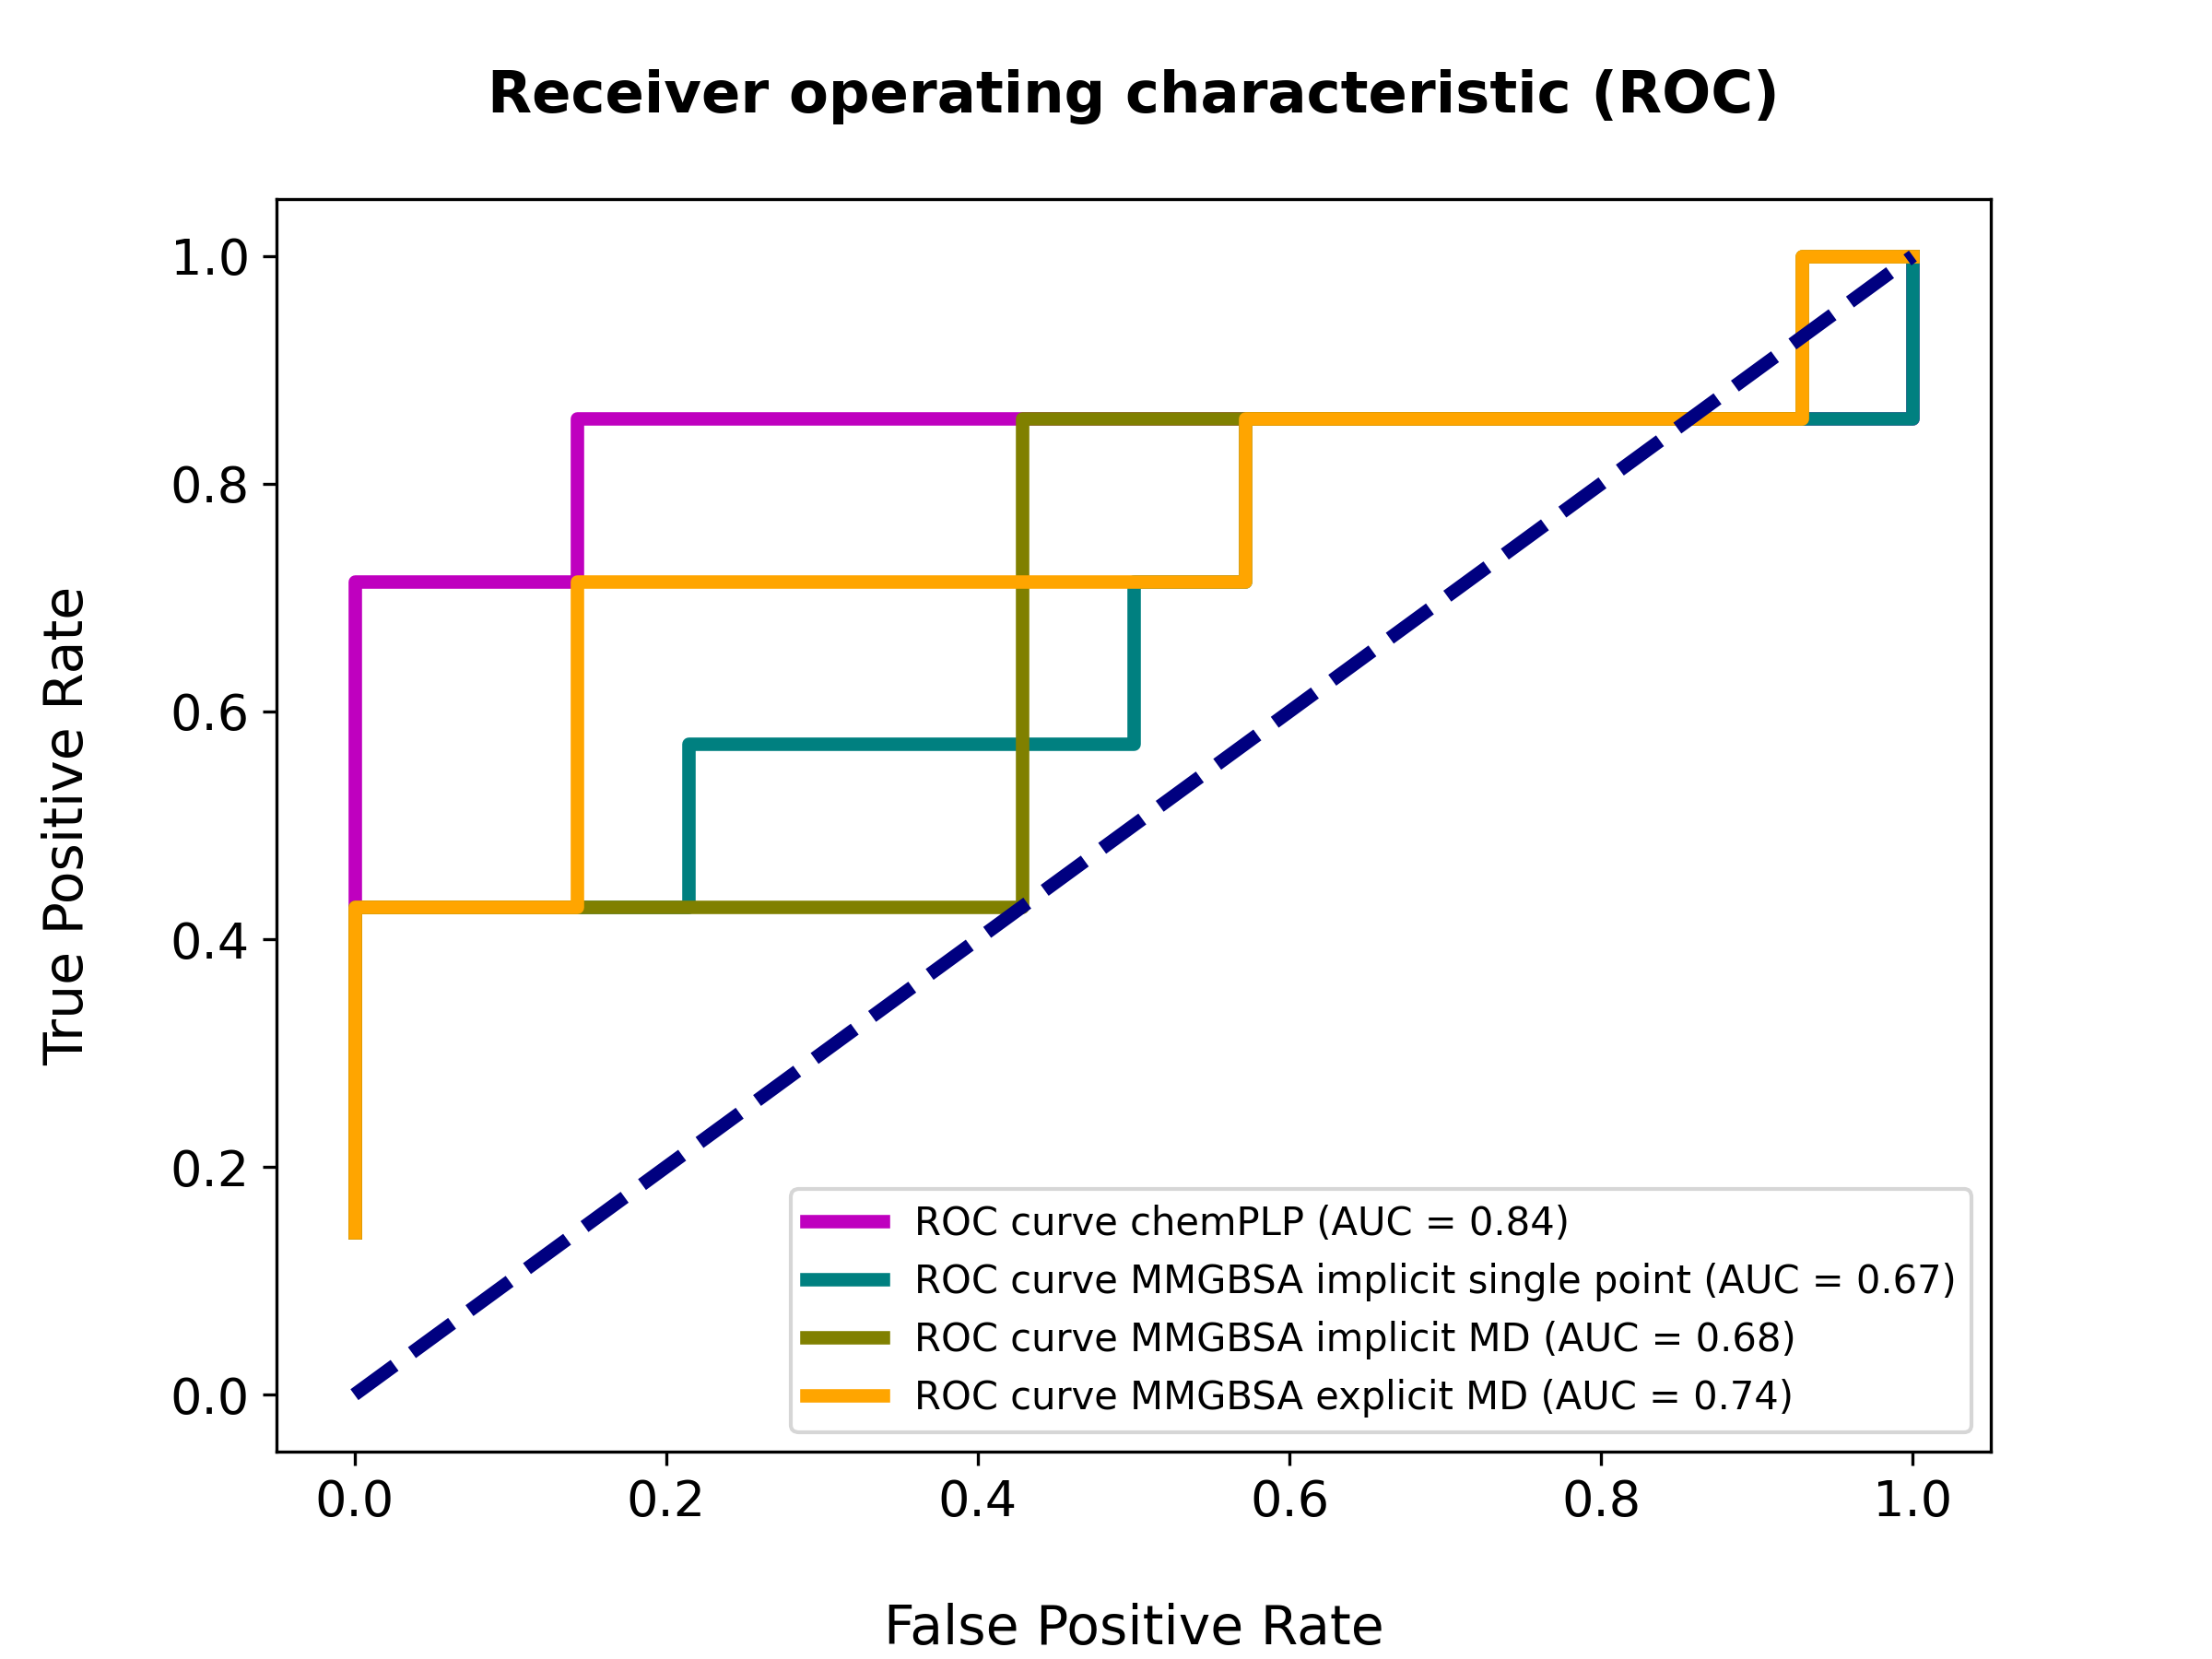 Receiver operating characteristic (ROC)
True Positive Rate
1.0
0.8
0.6
0.4
0.2
0.0
ROC curve chemPLP (AUC = 0.84)
ROC curve MMGBSA implicit single point (AUC = 0.67)
ROC curve MMGBSA implicit MD (AUC = 0.68)
ROC curve MMGBSA explicit MD (AUC = 0.74)
0.0 0.2 0.4 0.6 0.8 1.0
False Positive Rate